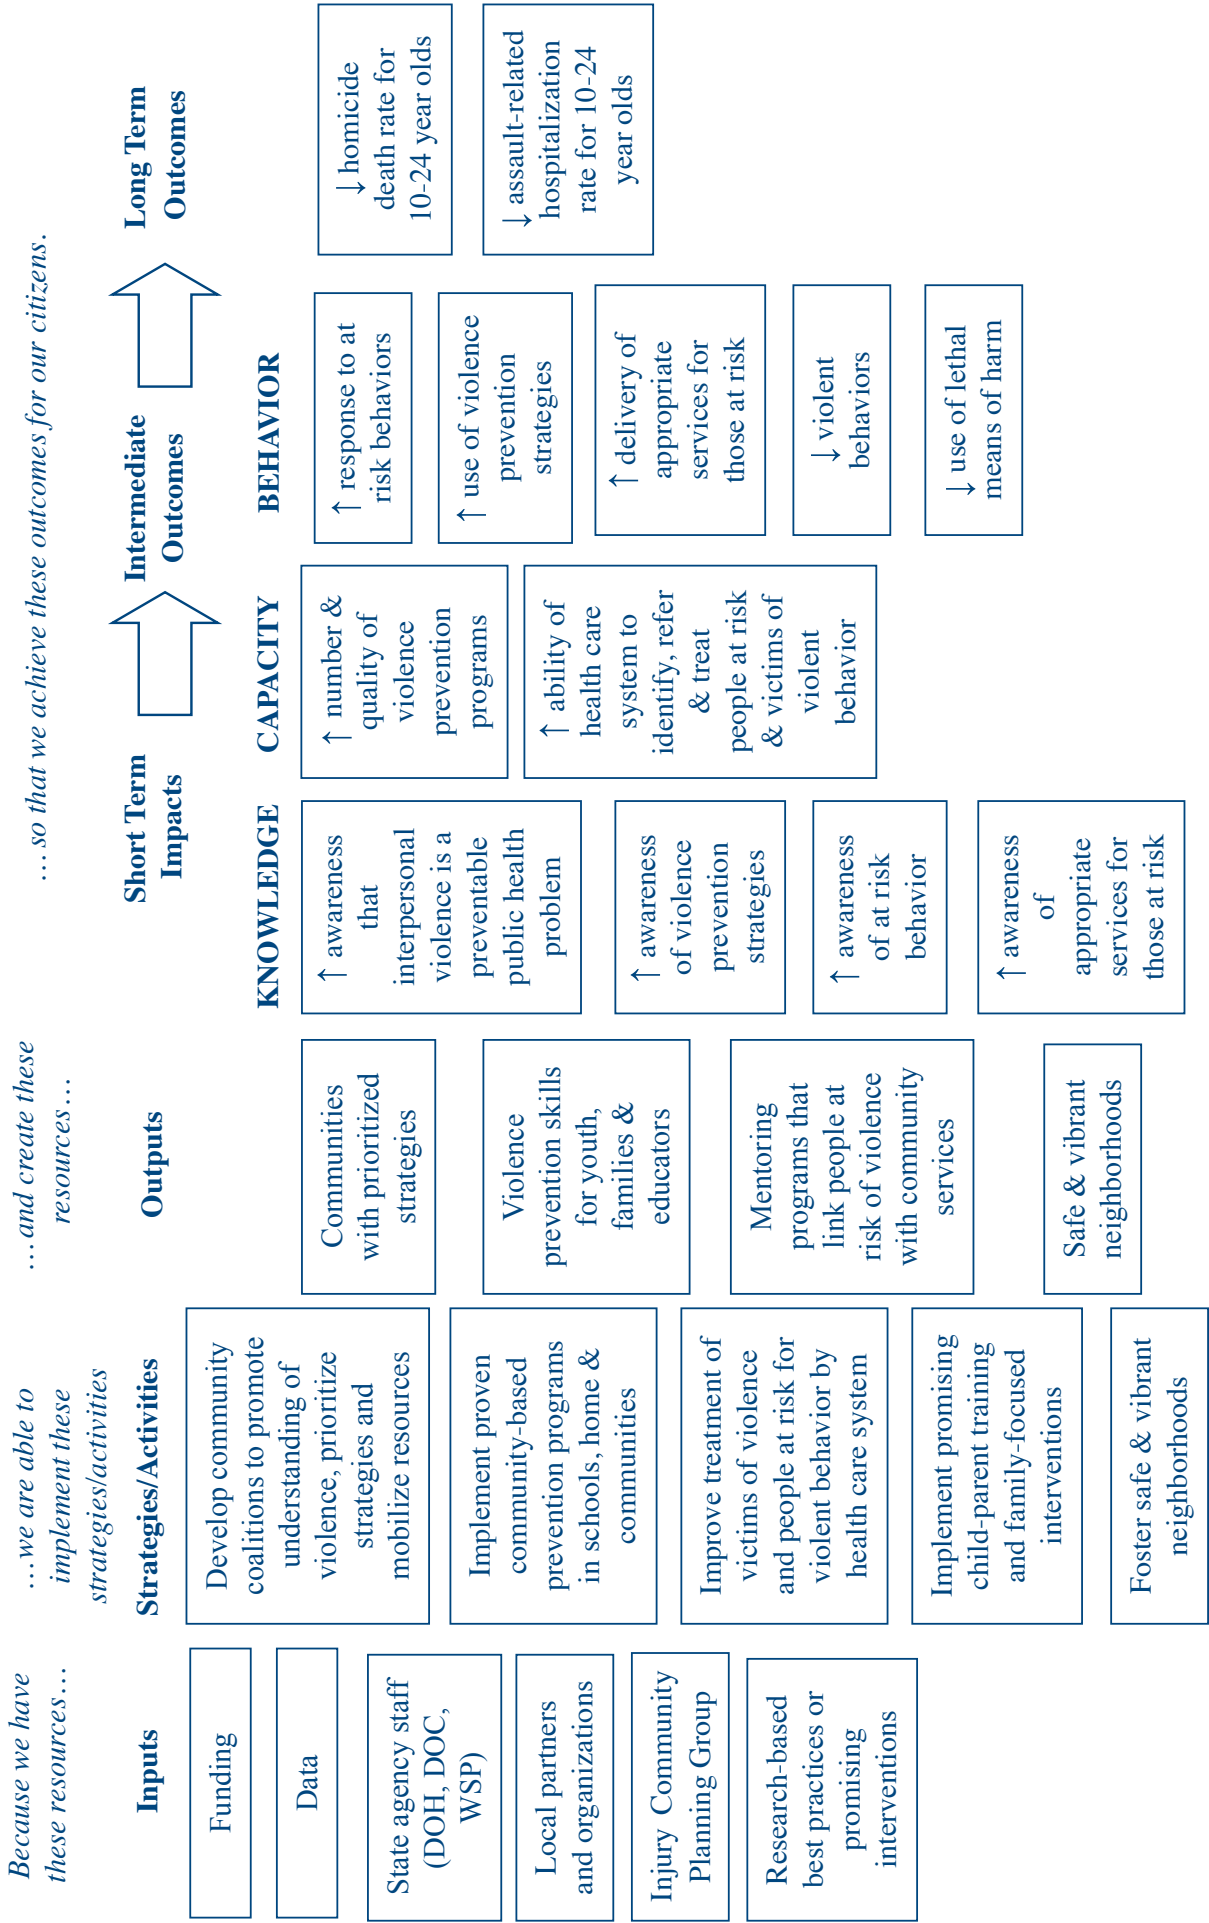 Because we have
these resources…
Inputs
Funding
Data
State agency staff
(DOH, DOC,
WSP)
Local partners
and organizations
Injury Community
Planning Group
Research-based
best practices or
promising
interventions
…we are able to
implement these
strategies/activities
Strategies/Activities
Develop community
coalitions to promote
understanding of
violence, prioritize
strategies and
mobilize resources
Implement proven
community-based
prevention programs
in schools, home &
communities
Improve treatment of
victims of violence
and people at risk for
violent behavior by
health care system
Implement promising
child-parent training
and family-focused
interventions
Foster safe & vibrant
neighborhoods
…and create these
resources…
Outputs
Communities
with prioritized
strategies
Violence
prevention skills
for youth,
families &
educators
Mentoring
programs that
link people at
risk of violence
with community
services
Safe & vibrant
neighborhoods
…so that we achieve these outcomes for our citizens.
Short Term
Impacts
KNOWLEDGE
↑ awareness
that
interpersonal
violence is a
preventable
public health
problem
↑ awareness
of violence
prevention
strategies
↑ awareness
of at risk
behavior
↑ awareness
of
appropriate
services for
those at risk
CAPACITY
↑ number &
quality of
violence
prevention
programs
↑ ability of
health care
system to
identify, refer
& treat
people at risk
& victims of
violent
behavior
Intermediate
Outcomes
BEHAVIOR
↑ response to at
risk behaviors
↑ use of violence
prevention
strategies
↑ delivery of
appropriate
services for
those at risk
↓ violent
behaviors
↓ use of lethal
means of harm
Long Term
Outcomes
↓ homicide
death rate for
10-24 year olds
↓ assault-related
hospitalization
rate for 10-24
year olds